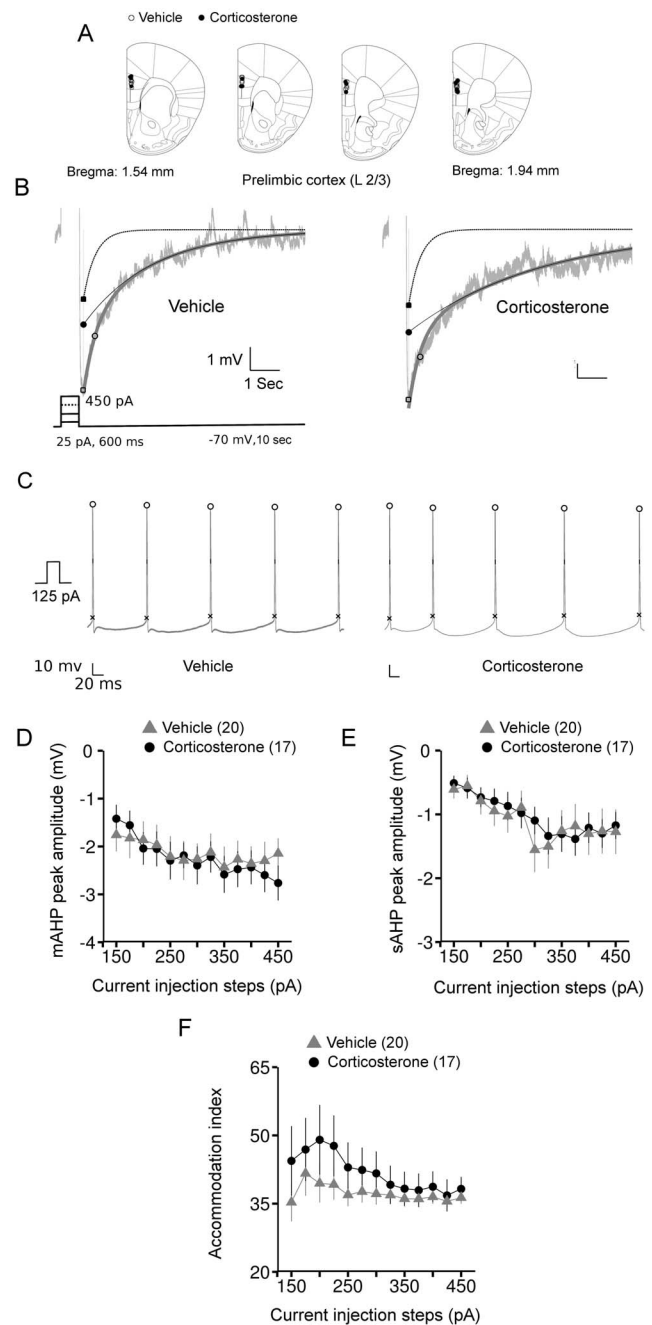 Vehicle
Corticosterone
A
Bregma: 1.54 mm
Prelimbic cortex (L 2/3)
Bregma: 1.94 mm
B
Vehicle
Corticosterone
1 mV
1 Sec
450 pA
25 pA, 600 ms
-70 mV,10 sec
C
125 pA
10 mv
20 ms
Vehicle
Corticosterone
D
Vehicle (20)
Corticosterone (17)
mAHP peak amplitude (mV)
0
-1
-2
-3
-4
150
250
350
450
Current injection steps (pA)
E
Vehicle (20)
Corticosterone (17)
sAHP peak amplitude (mV)
0
-1
-2
-3
150
250
350
450
Current injection steps (pA)
F
Vehicle (20)
Corticosterone (17)
Accommodation index
65
50
35
20
150
250
350
450
Current injection steps (pA)